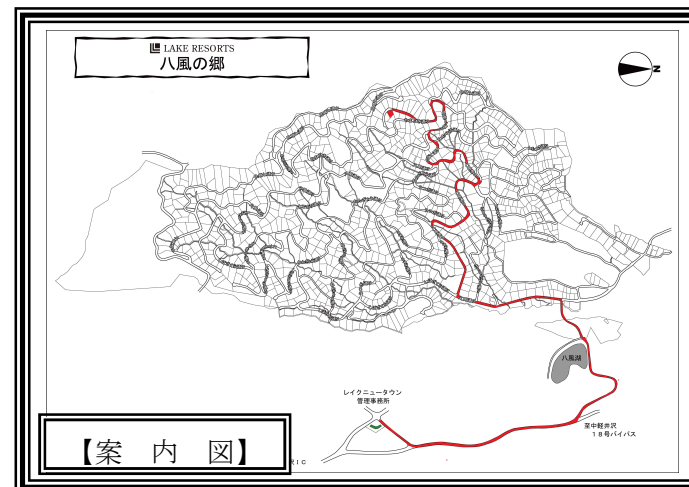 LAKE RESORTS
八風の郷
N
八風湖
レイクニュータウン
管理事務所
至中軽井沢
18号バイパス
【案 内 図】
RIC